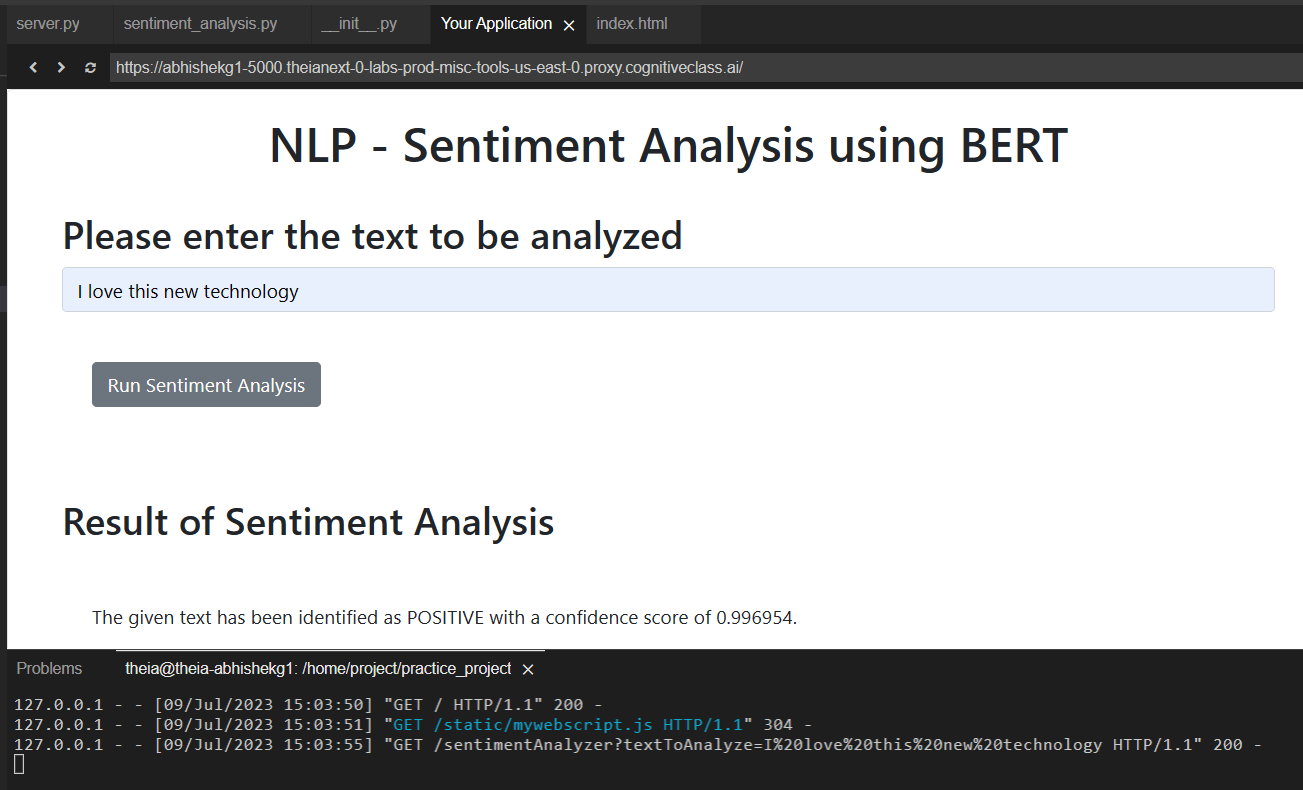 server.py sentiment_analysis.py __init__.py Your Application index.html
https://abhishekg1-5000.theianext-0-labs-prod-misc-tools-us-east-0.proxy.cognitiveclass.ai/
NLP - Sentiment Analysis using BERT
Please enter the text to be analyzed
I love this new technology
Run Sentiment Analysis
Result of Sentiment Analysis
The given text has been identified as POSITIVE with a confidence score of 0.996954.
Problems theia@theia-abhishekg1: /home/project/practice_project
127.0.0.1 - - [09/Jul/2023 15:03:50] "GET / HTTP/1.1" 200 -
127.0.0.1 - - [09/Jul/2023 15:03:51] "GET /static/mywebscript.js HTTP/1.1" 304 -
127.0.0.1 - - [09/Jul/2023 15:03:55] "GET /sentimentAnalyzer?textToAnalyze=I%20love%20this%20new%20technology HTTP/1.1" 200 -